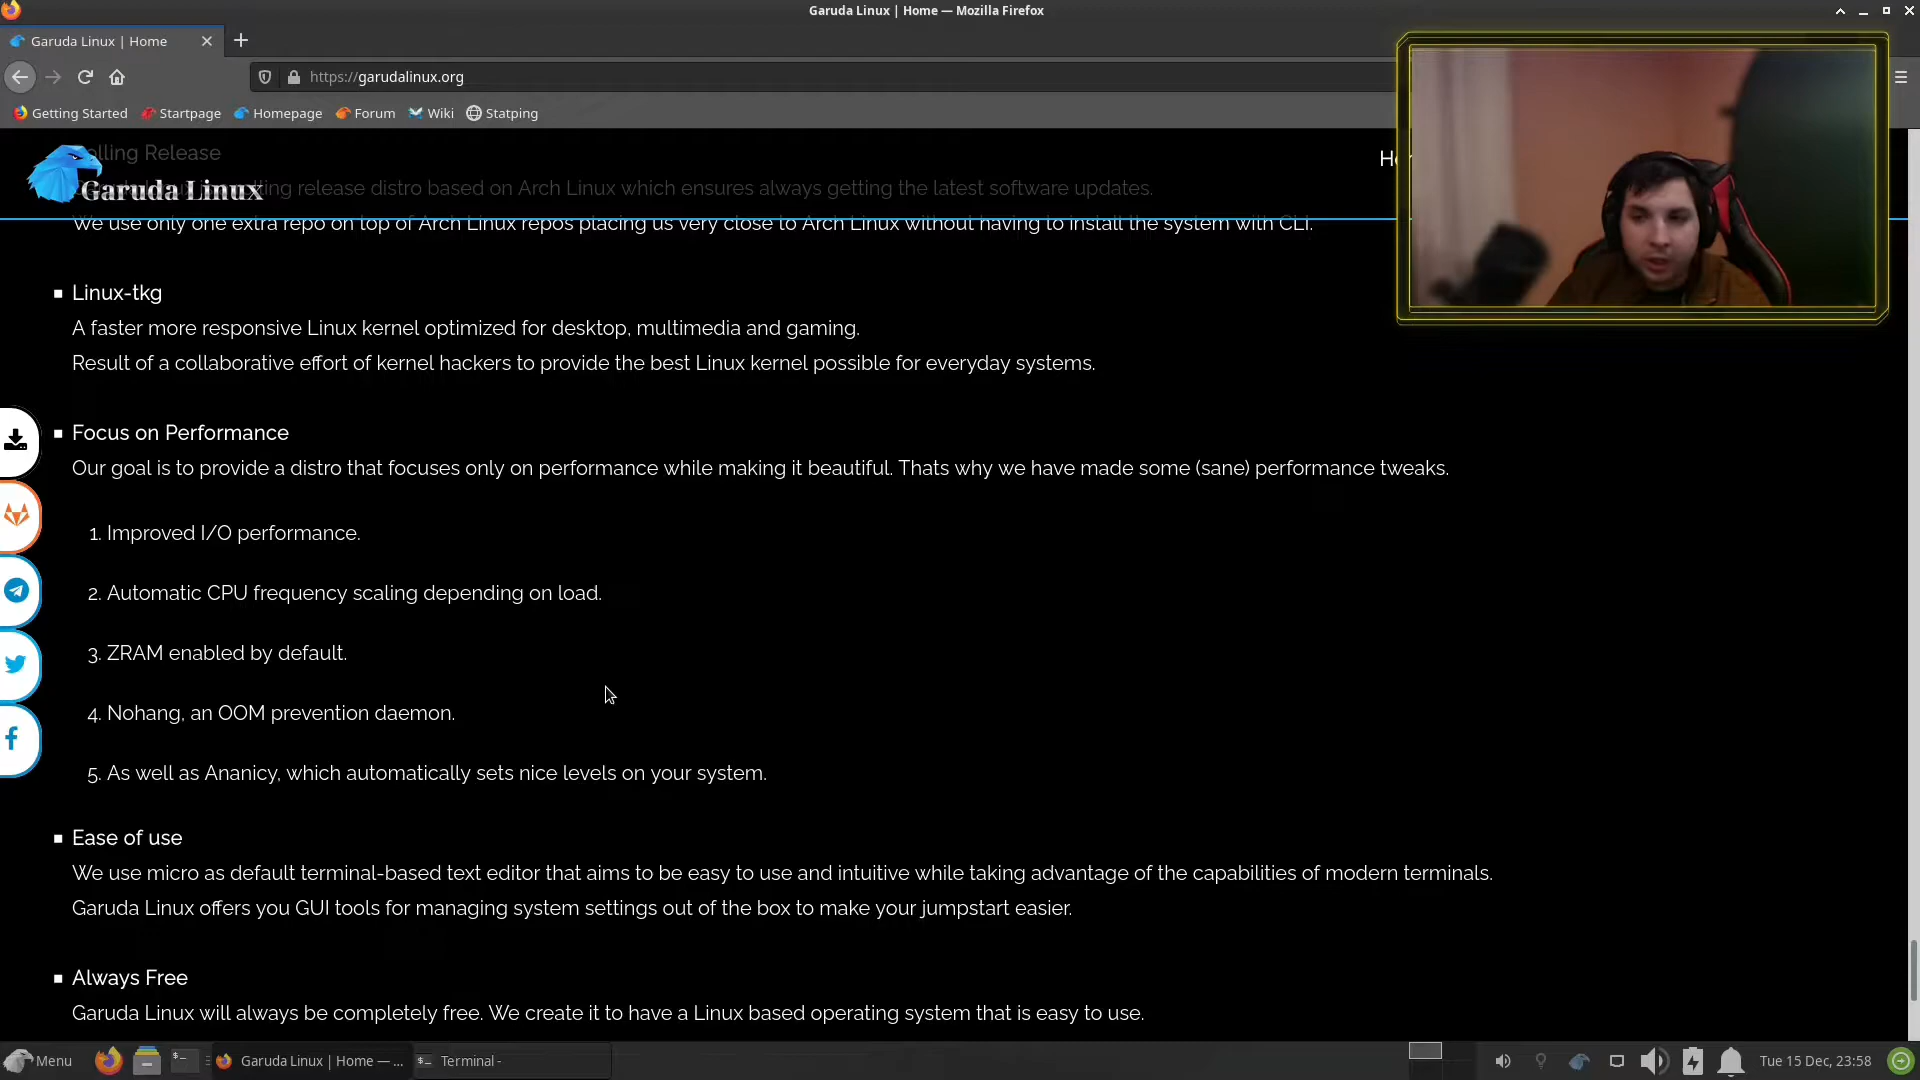 Garuda Linux | Home — Mozilla Firefox
Garuda Linux | Home
https://garudalinux.org
Getting Started
Startpage
Homepage
Forum
Wiki
Statping
olling Release
Garuda Linux
lting release distro based on Arch Linux which ensures always getting the latest software updates.
We use only one extra repo on top of Arch Linux repos placing us very close to Arch Linux without having to install the system with CLI.
Linux-tkg
A faster more responsive Linux kernel optimized for desktop, multimedia and gaming.
Result of a collaborative effort of kernel hackers to provide the best Linux kernel possible for everyday systems.
Focus on Performance
Our goal is to provide a distro that focuses only on performance while making it beautiful. Thats why we have made some (sane) performance tweaks.
1. Improved I/O performance.
2. Automatic CPU frequency scaling depending on load.
3. ZRAM enabled by default.
4. Nohang, an OOM prevention daemon.
5. As well as Ananicy, which automatically sets nice levels on your system.
Ease of use
We use micro as default terminal-based text editor that aims to be easy to use and intuitive while taking advantage of the capabilities of modern terminals.
Garuda Linux offers you GUI tools for managing system settings out of the box to make your jumpstart easier.
Always Free
Garuda Linux will always be completely free. We create it to have a Linux based operating system that is easy to use.
Menu
Garuda Linux | Home — ...
Terminal -
Tue 15 Dec, 23:58